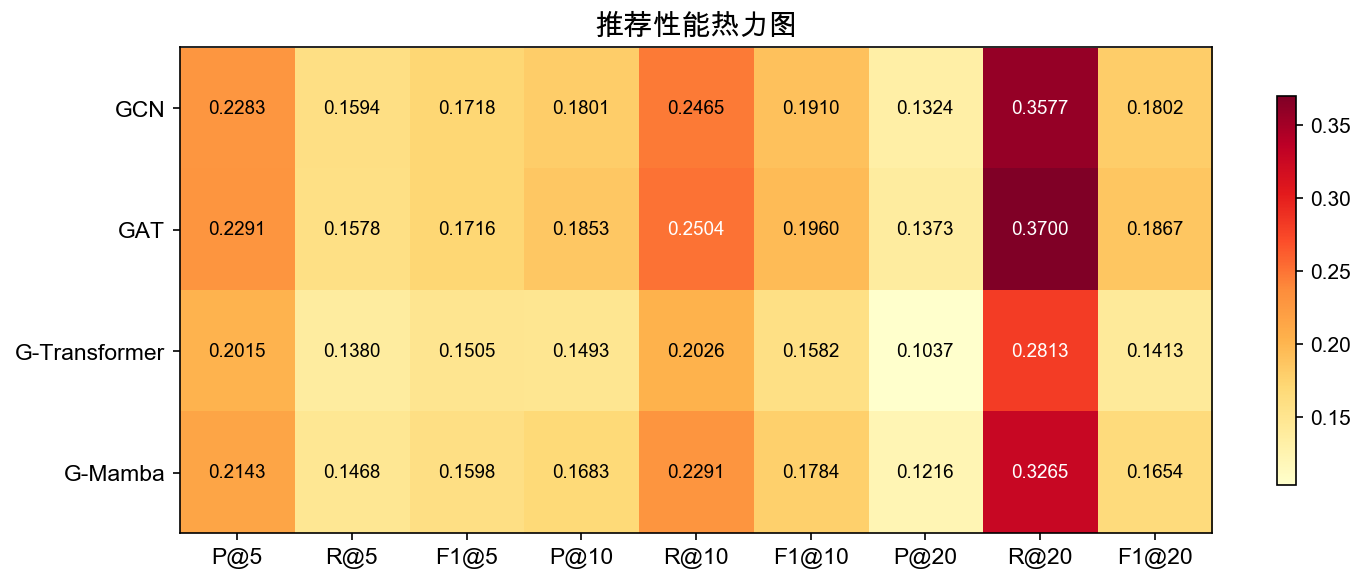 推荐性能热力图
GCN 0.2283 0.1594 0.1718 0.1801 0.2465 0.1910 0.1324 0.3577 0.1802
GAT 0.2291 0.1578 0.1716 0.1853 0.2504 0.1960 0.1373 0.3700 0.1867
G-Transformer 0.2015 0.1380 0.1505 0.1493 0.2026 0.1582 0.1037 0.2813 0.1413
G-Mamba 0.2143 0.1468 0.1598 0.1683 0.2291 0.1784 0.1216 0.3265 0.1654
P@5 R@5 F1@5 P@10 R@10 F1@10 P@20 R@20 F1@20
0.35
0.30
0.25
0.20
0.15